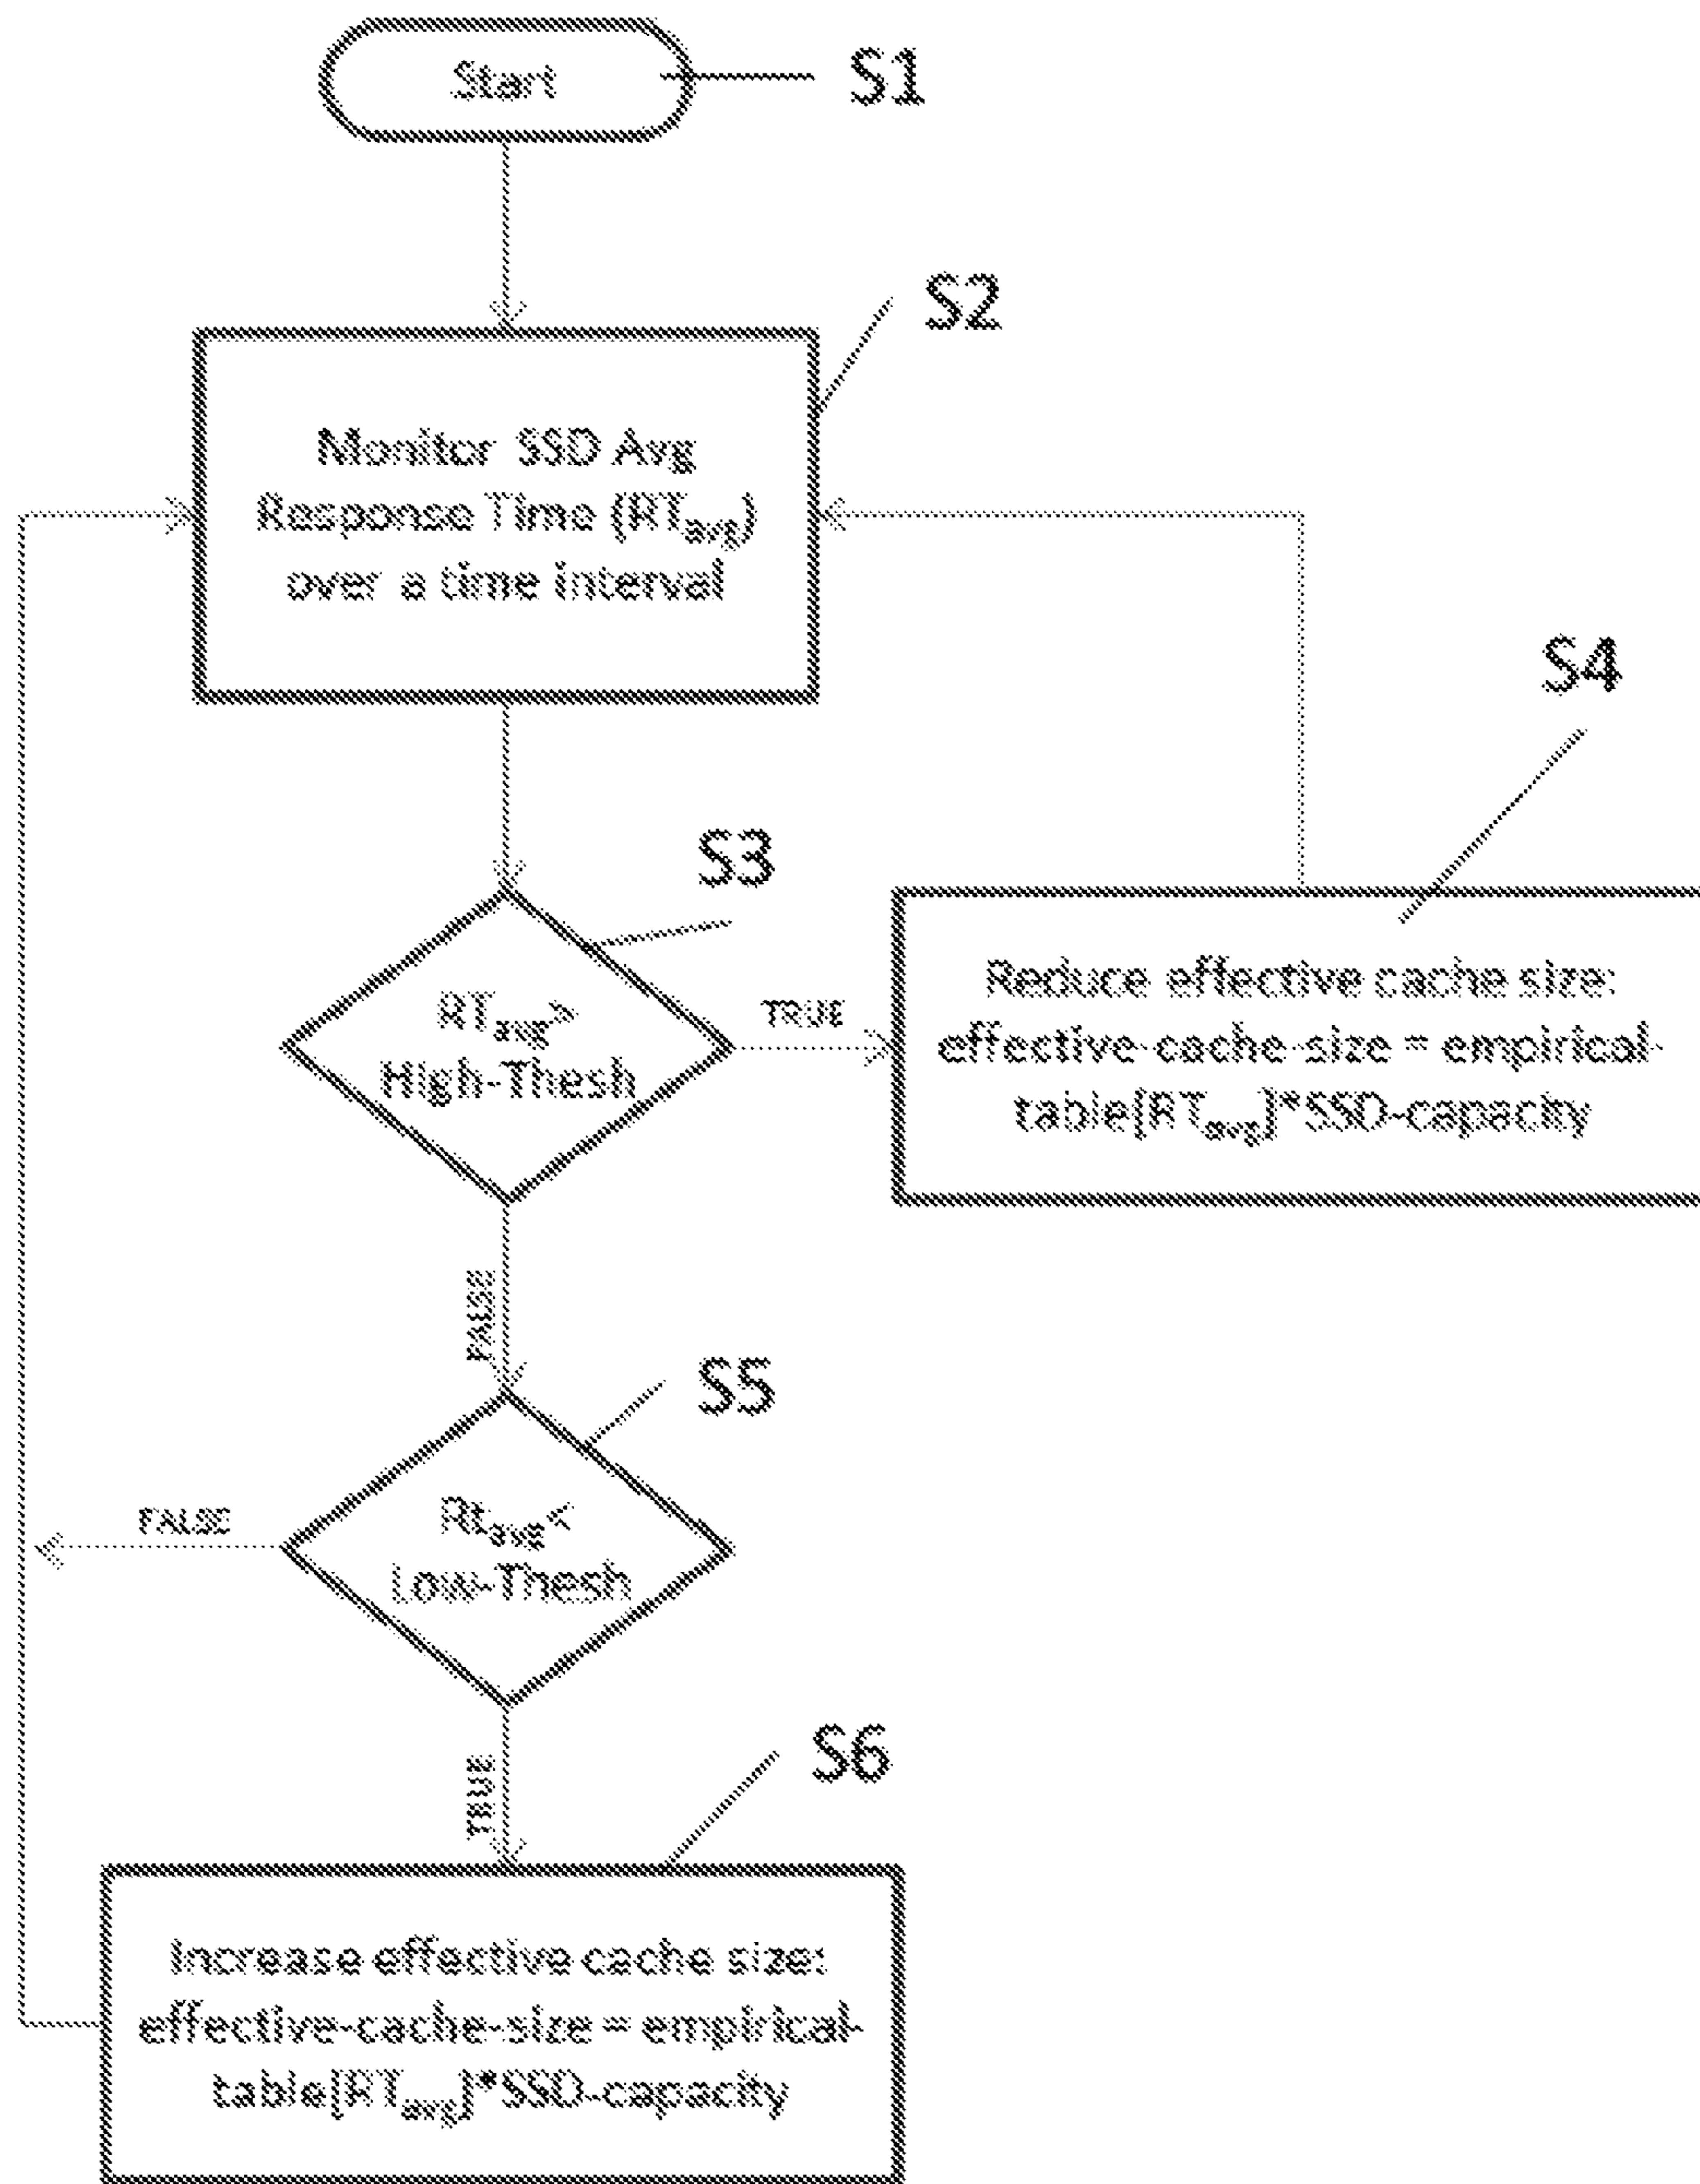 Start
S1
S2
Monitor SSD Avg
Response Time (RTavg)
over a time interval
S4
S3
RTavg>
High-Thesh
TRUE
Reduce effective cache size:
effective-cache-size = empirical-
table[RTavg]*SSD-capacity
FALSE
S5
Rtavg<
Low-Thesh
FALSE
TRUE
S6
Increase effective cache size:
effective-cache-size = empirical-
table[RTavg]*SSD-capacity